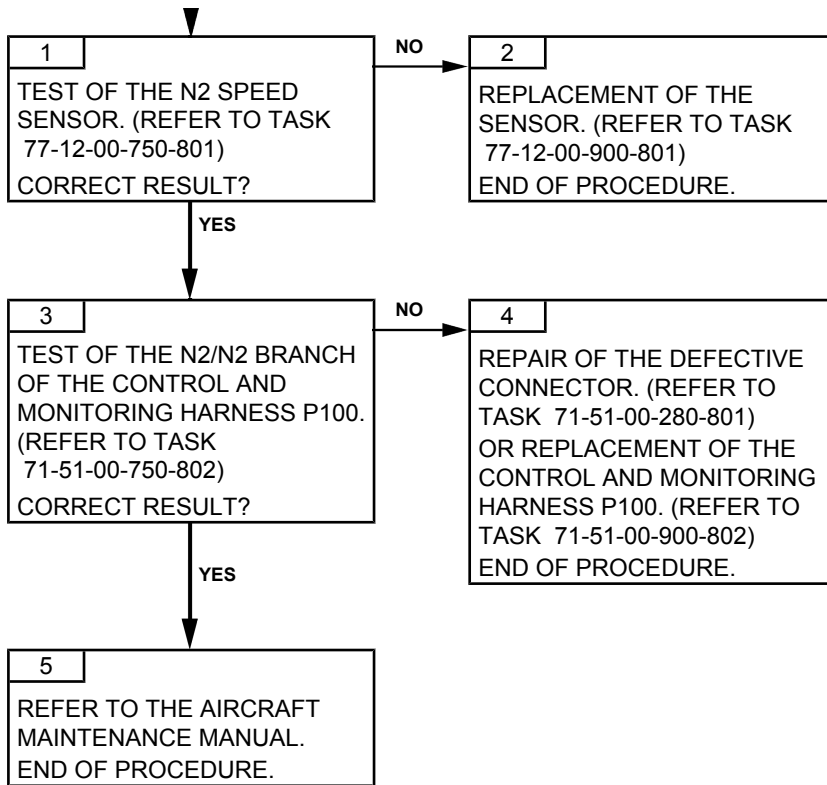 1
TEST OF THE N2 SPEED
SENSOR. (REFER TO TASK
77-12-00-750-801)
CORRECT RESULT?
NO
2
REPLACEMENT OF THE
SENSOR. (REFER TO TASK
77-12-00-900-801)
END OF PROCEDURE.
YES
3
TEST OF THE N2/N2 BRANCH
OF THE CONTROL AND
MONITORING HARNESS P100.
(REFER TO TASK
71-51-00-750-802)
CORRECT RESULT?
NO
4
REPAIR OF THE DEFECTIVE
CONNECTOR. (REFER TO
TASK 71-51-00-280-801)
OR REPLACEMENT OF THE
CONTROL AND MONITORING
HARNESS P100. (REFER TO
TASK 71-51-00-900-802)
END OF PROCEDURE.
YES
5
REFER TO THE AIRCRAFT
MAINTENANCE MANUAL.
END OF PROCEDURE.